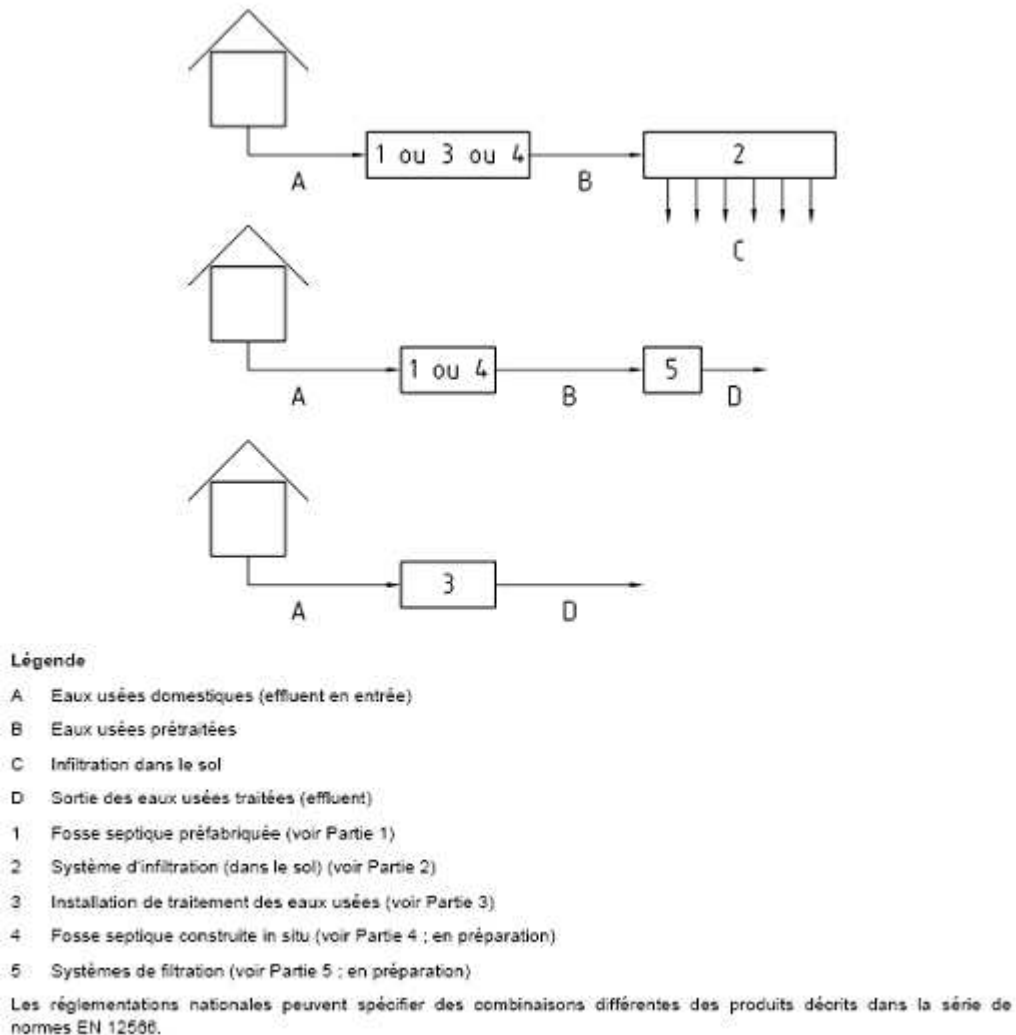 1 ou 3 ou 4
2
A
B
C
1 ou 4
5
A
B
D
3
A
D
Légende
A Eaux usées domestiques (effluent en entrée)
B Eaux usées prétraitées
C Infiltration dans le sol
D Sortie des eaux usées traitées (effluent)
1 Fosse septique préfabriquée (voir Partie 1)
2 Système d'infiltration (dans le sol) (voir Partie 2)
3 Installation de traitement des eaux usées (voir Partie 3)
4 Fosse septique construite in situ (voir Partie 4 ; en préparation)
5 Systèmes de filtration (voir Partie 5 ; en préparation)
Les réglementations nationales peuvent spécifier des combinaisons différentes des produits décrits dans la série de
normes EN 12566.